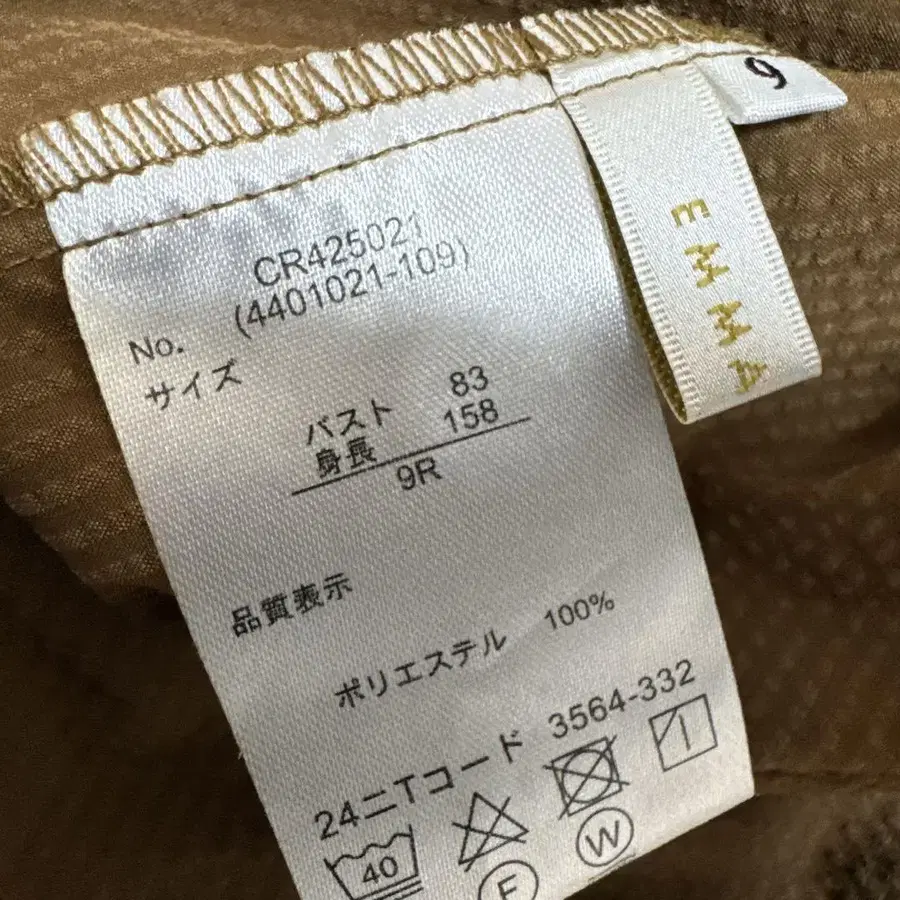 CR425021
No. (4401021-109)
サイズ
バスト 83
身長 158
9R
品質表示
ポリエステル 100%
24ニTコード 3564-332
40
F
W
9
EMMA